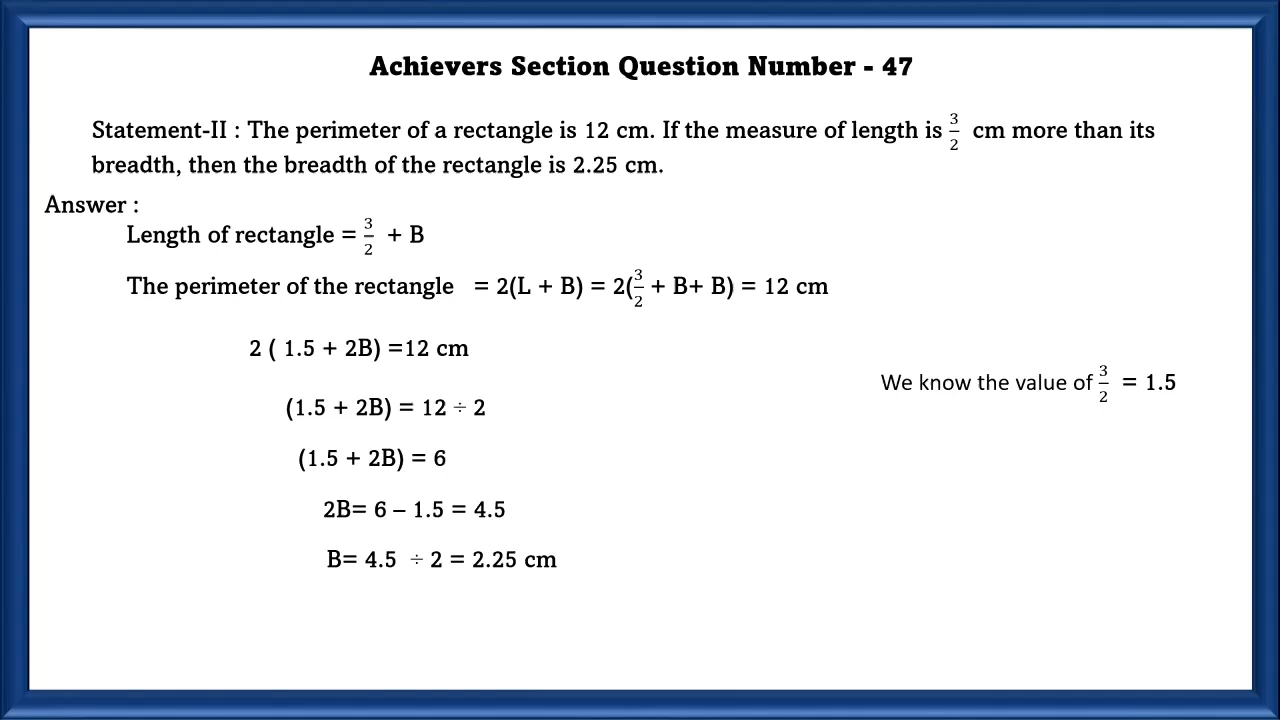 Achievers Section Question Number - 47
Statement-II : The perimeter of a rectangle is 12 cm. If the measure of length is 3/2 cm more than its
breadth, then the breadth of the rectangle is 2.25 cm.
Answer :
Length of rectangle = 3/2 + B
The perimeter of the rectangle = 2(L + B) = 2(3/2 + B+ B) = 12 cm
2 ( 1.5 + 2B) =12 cm
We know the value of 3/2 = 1.5
(1.5 + 2B) = 12 ÷ 2
(1.5 + 2B) = 6
2B= 6 – 1.5 = 4.5
B= 4.5 ÷ 2 = 2.25 cm